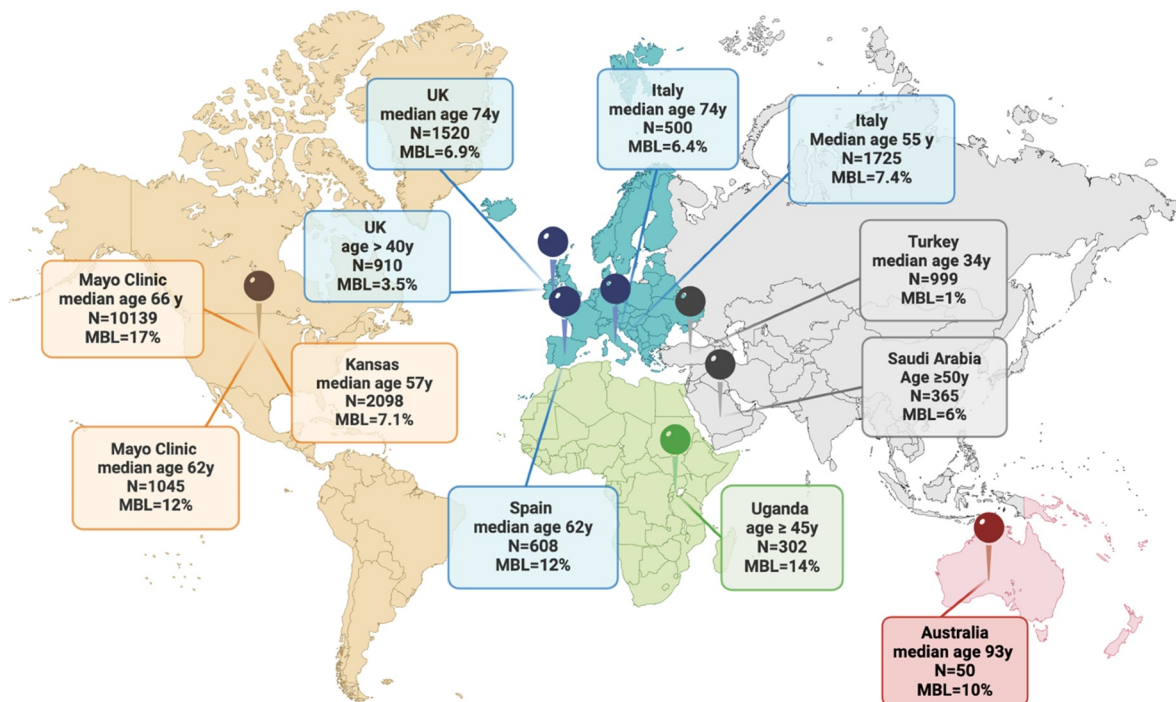 UK
median age 74y
N=1520
MBL=6.9%
Italy
median age 74y
N=500
MBL=6.4%
Italy
Median age 55 y
N=1725
MBL=7.4%
UK
age > 40y
N=910
MBL=3.5%
Turkey
median age 34y
N=999
MBL=1%
Mayo Clinic
median age 66 y
N=10139
MBL=17%
Kansas
median age 57y
N=2098
MBL=7.1%
Saudi Arabia
Age ≥50y
N=365
MBL=6%
Mayo Clinic
median age 62y
N=1045
MBL=12%
Spain
median age 62y
N=608
MBL=12%
Uganda
age ≥ 45y
N=302
MBL=14%
Australia
median age 93y
N=50
MBL=10%